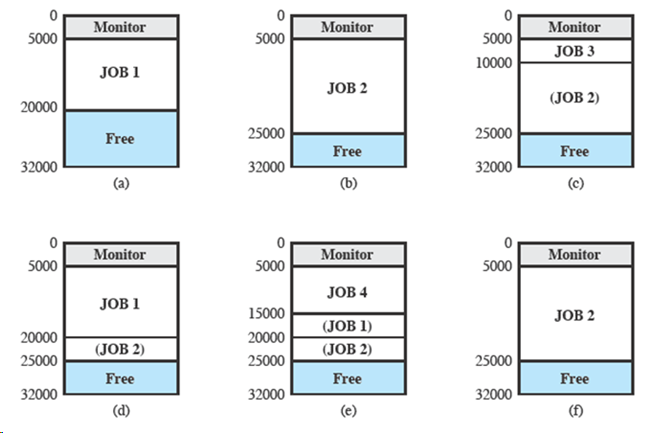 0 Monitor
5000
JOB 1
20000
Free
32000
(a)
0 Monitor
5000
JOB 2
25000
Free
32000
(b)
0 Monitor
5000
JOB 3
10000
(JOB 2)
25000
Free
32000
(c)
0 Monitor
5000
JOB 1
20000
(JOB 2)
25000
Free
32000
(d)
0 Monitor
5000
JOB 4
15000
(JOB 1)
20000
(JOB 2)
25000
Free
32000
(e)
0 Monitor
5000
JOB 2
25000
Free
32000
(f)